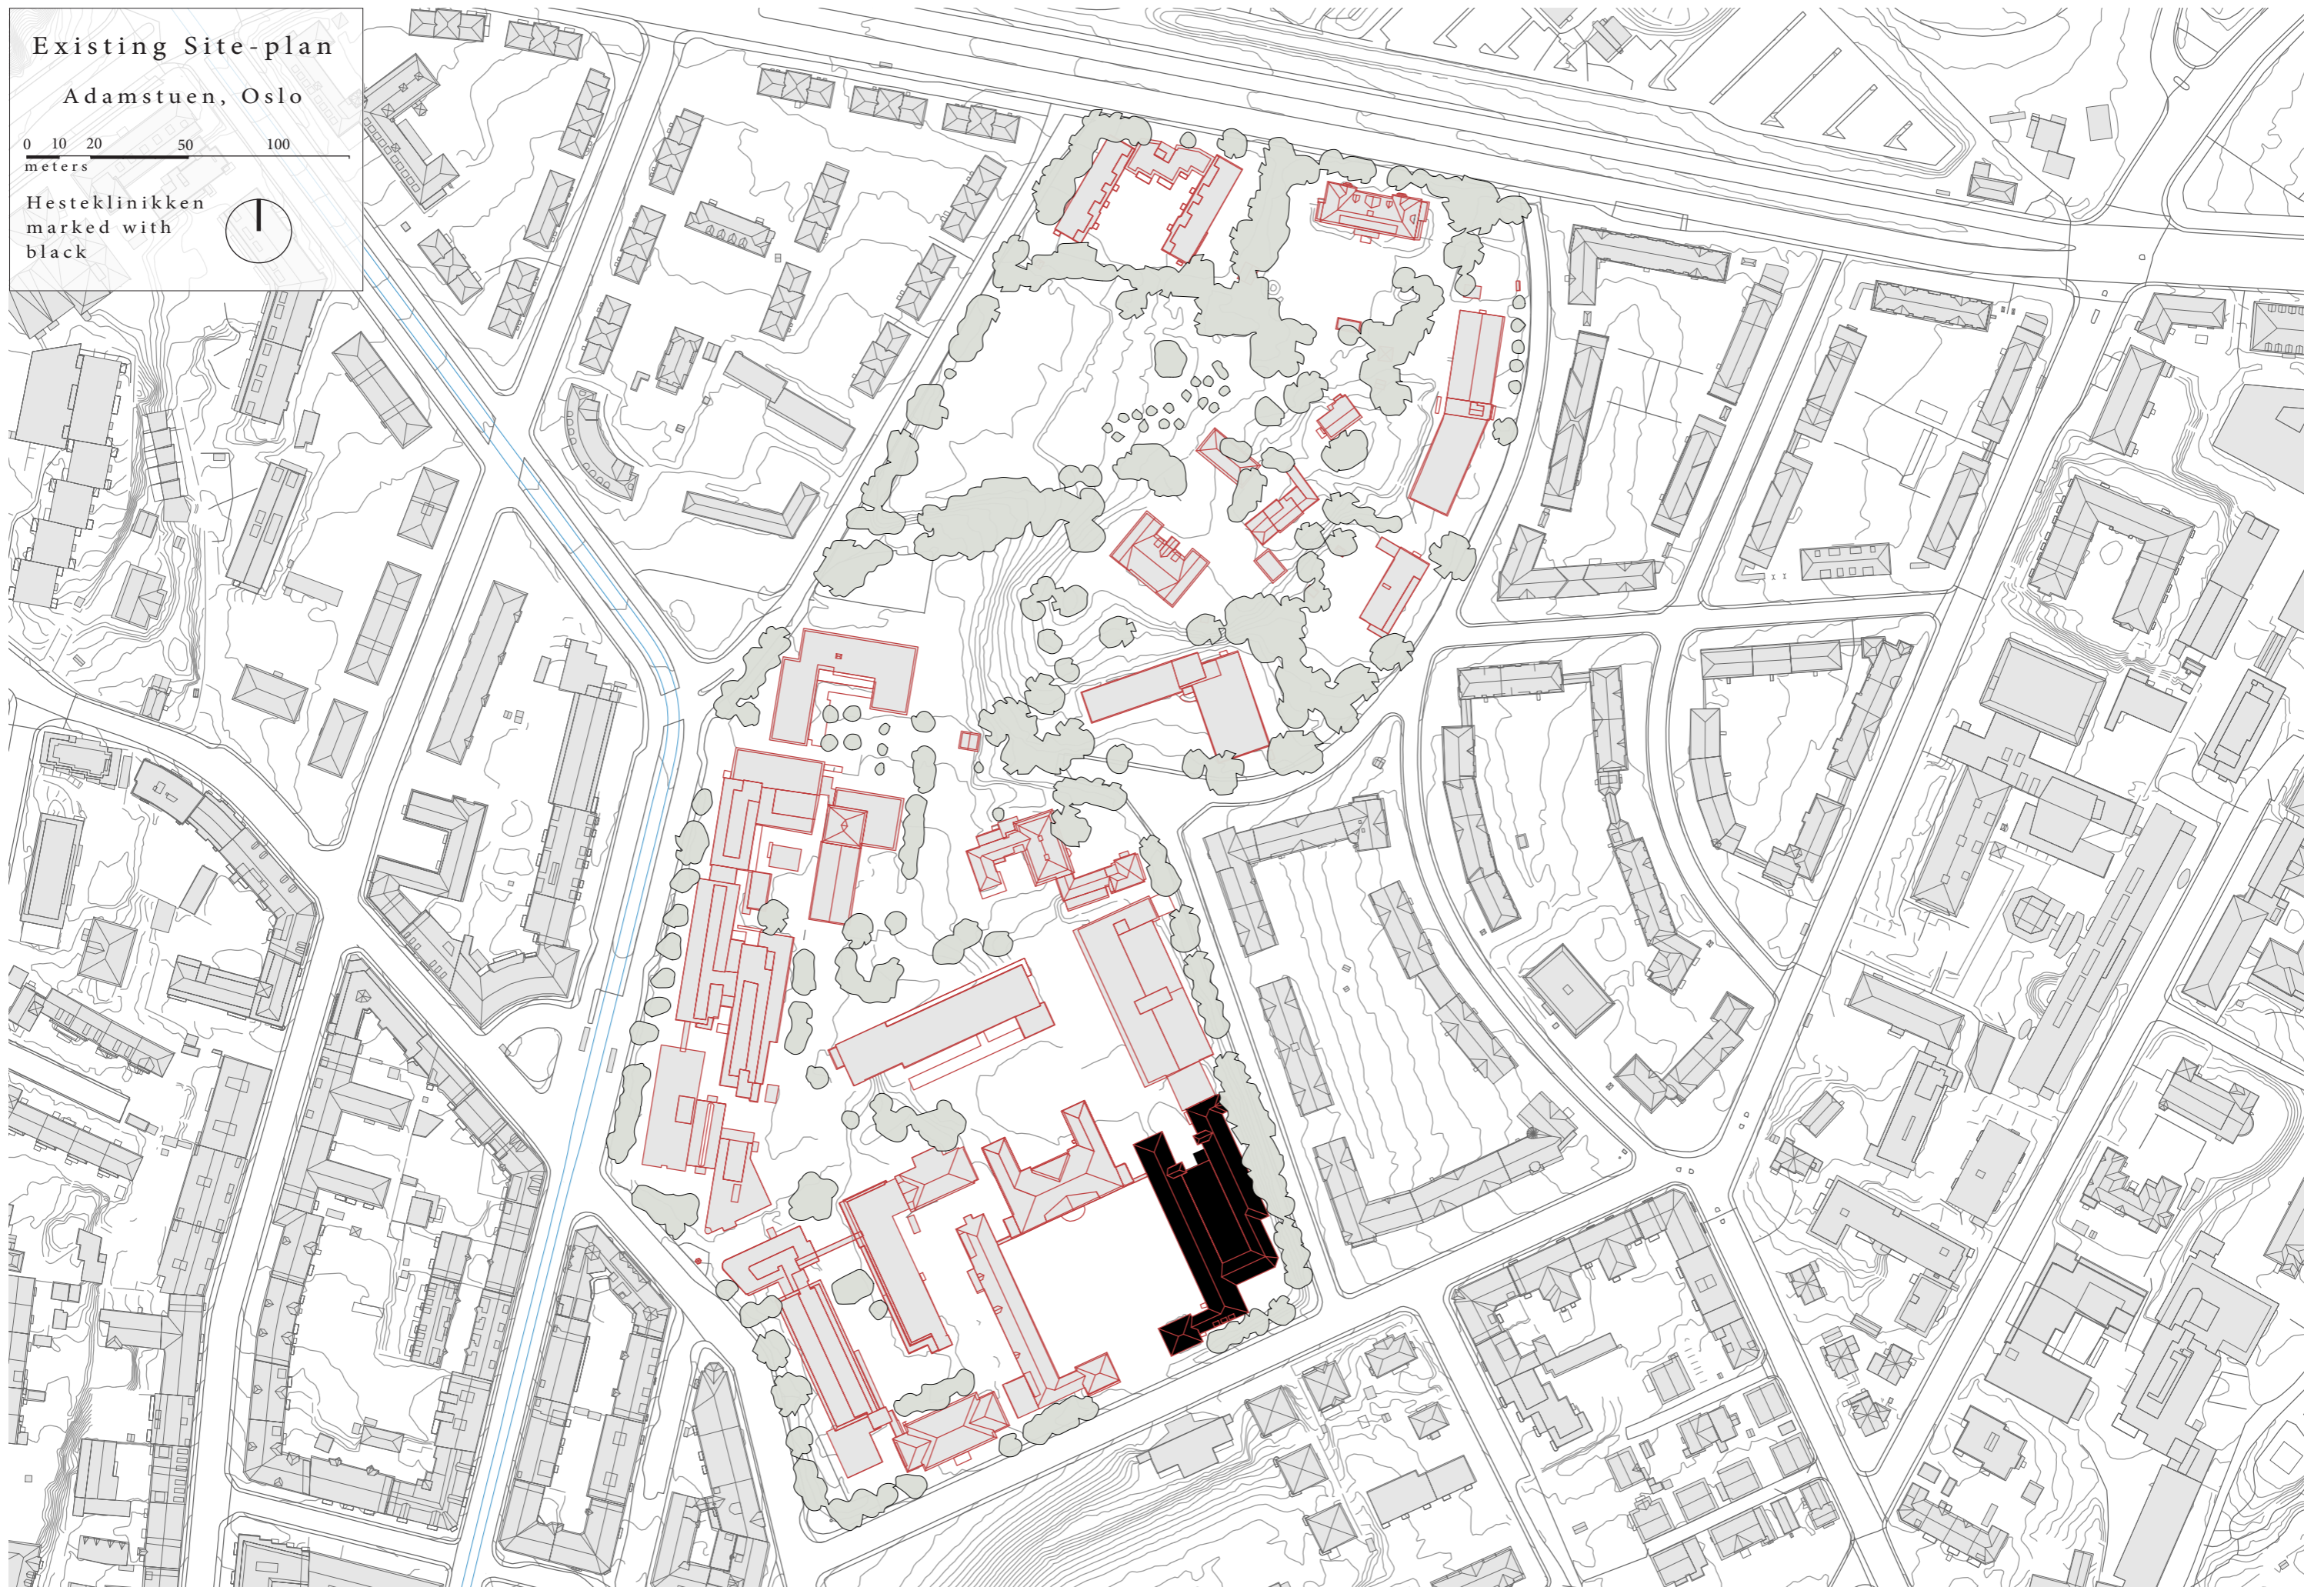 Existing Site-plan
Adamstuen, Oslo
0 10 20 50 100
meters
Hesteklinikken
marked with
black